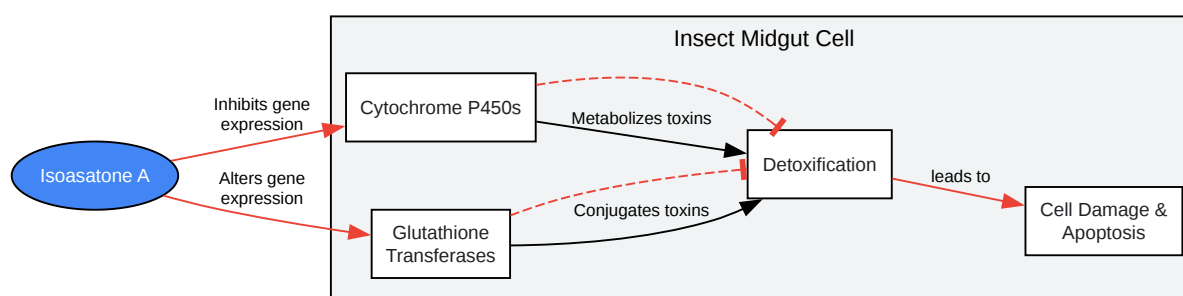 Insect Midgut Cell
Inhibits gene
expression
Cytochrome P450s
Metabolizes toxins
Isoasatone A
Detoxification
Alters gene
expression
leads to
Conjugates toxins
Glutathione
Transferases
Cell Damage &
Apoptosis